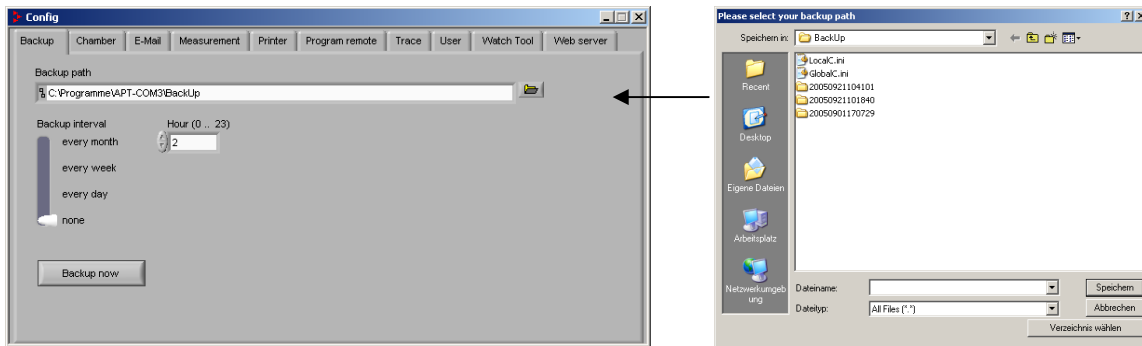 Config
Backup Chamber E-Mail Measurement Printer Program remote Trace User Watch Tool Web server
Backup path
C:\Programme\APT-COM3\BackUp
Backup interval Hour (0 .. 23)
every month 2
every week
every day
none
Backup now
Please select your backup path
Speichern in: BackUp
LocalC.ini
GlobalC.ini
20050921104101
20050921101840
20050901170729
Recent
Desktop
Eigene Dateien
Arbeitsplatz
Netzwerkumgeb
ung
Dateiname: Speichern
Dateityp: All Files (*.*) Abbrechen
Verzeichnis wählen